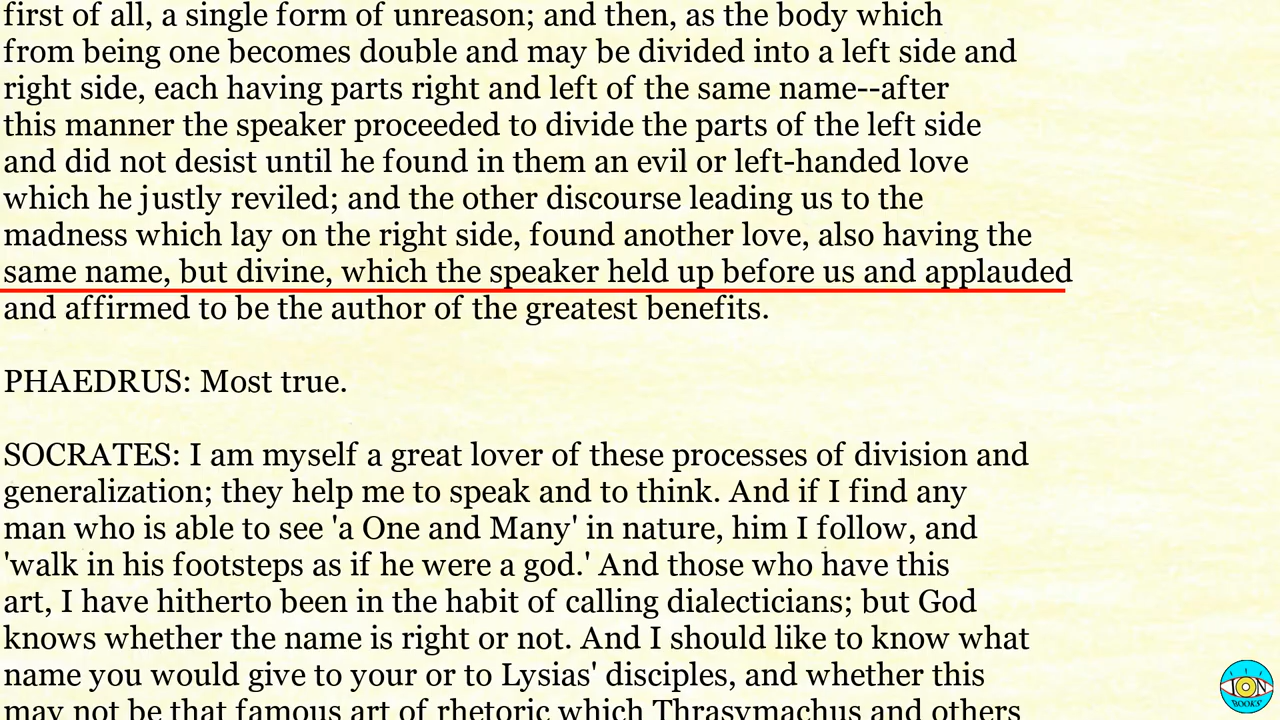 first of all, a single form of unreason; and then, as the body which
from being one becomes double and may be divided into a left side and
right side, each having parts right and left of the same name--after
this manner the speaker proceeded to divide the parts of the left side
and did not desist until he found in them an evil or left-handed love
which he justly reviled; and the other discourse leading us to the
madness which lay on the right side, found another love, also having the
same name, but divine, which the speaker held up before us and applauded
and affirmed to be the author of the greatest benefits.
PHAEDRUS: Most true.
SOCRATES: I am myself a great lover of these processes of division and
generalization; they help me to speak and to think. And if I find any
man who is able to see 'a One and Many' in nature, him I follow, and
'walk in his footsteps as if he were a god.' And those who have this
art, I have hitherto been in the habit of calling dialecticians; but God
knows whether the name is right or not. And I should like to know what
name you would give to your or to Lysias' disciples, and whether this
may not be that famous art of rhetoric which Thrasymachus and others
ION
BOOKS